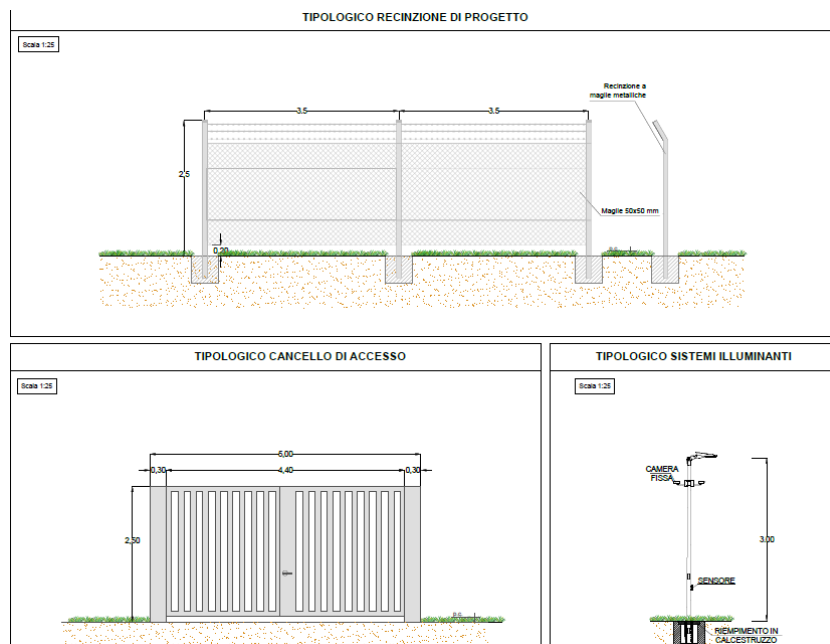 TIPOLOGICO RECINZIONE DI PROGETTO
Scala 1:25
Recinzione a
maglie metalliche
3.5
3.5
2.5
Maglie 50x50 mm
0.20
TIPOLOGICO CANCELLO DI ACCESSO
Scala 1:25
5,00
0,30
4,40
0,30
2,50
TIPOLOGICO SISTEMI ILLUMINANTI
Scala 1:25
CAMERA
FISSA
3.00
SENSORE
RIEMPIMENTO IN
CALCESTRUZZO